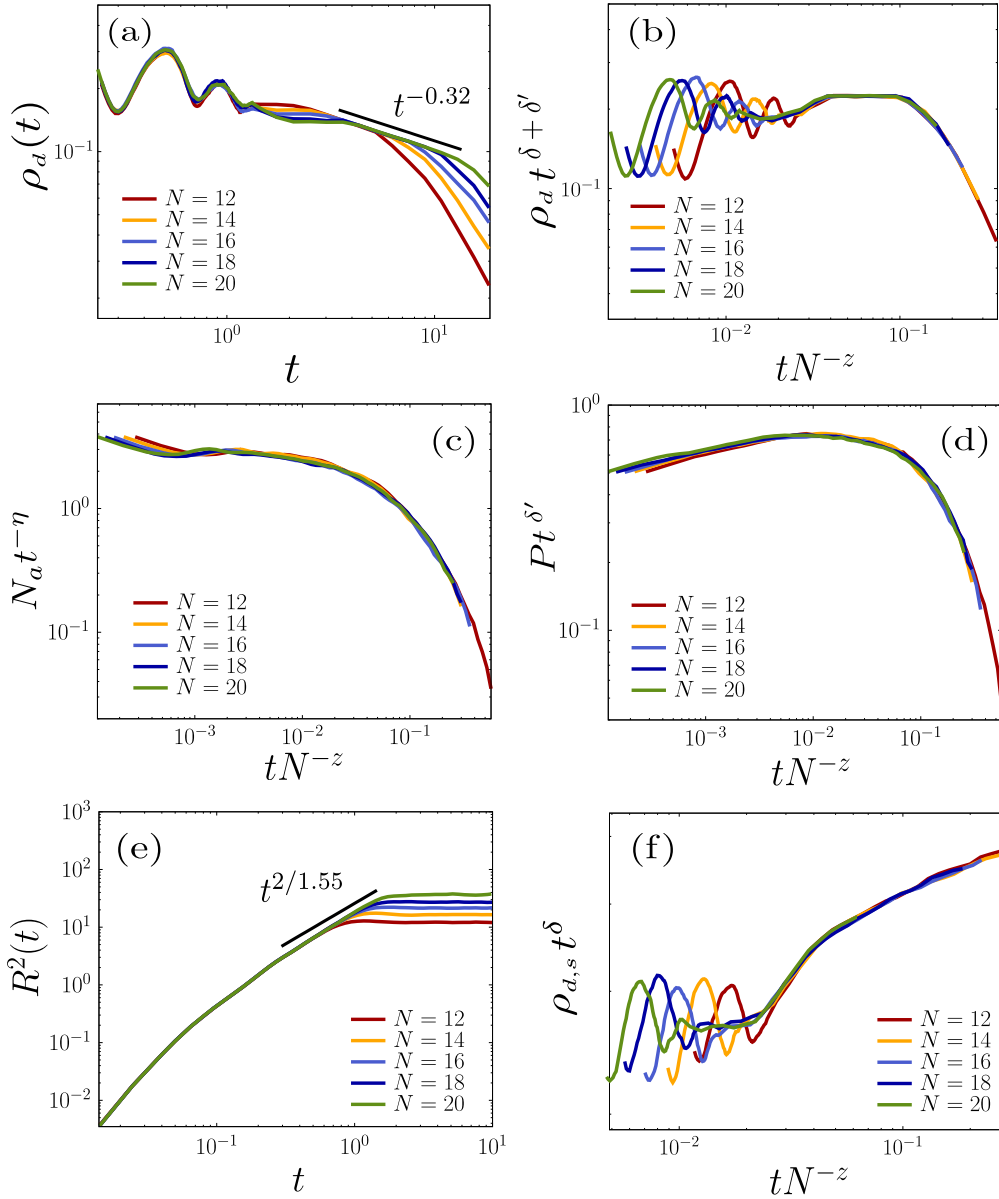 (a)
ρ_d(t)
t^{-0.32}
10^{-1}
N = 12
N = 14
N = 16
N = 18
N = 20
10^0
10^1
t
(b)
ρ_d t^{δ+δ′}
10^{-1}
N = 12
N = 14
N = 16
N = 18
N = 20
10^{-2}
10^{-1}
tN^{-z}
(c)
N_a t^{-η}
10^0
10^{-1}
N = 12
N = 14
N = 16
N = 18
N = 20
10^{-3}
10^{-2}
10^{-1}
tN^{-z}
(d)
Pt^{δ′}
10^0
10^{-1}
N = 12
N = 14
N = 16
N = 18
N = 20
10^{-3}
10^{-2}
10^{-1}
tN^{-z}
(e)
R^2(t)
t^{2/1.55}
10^3
10^2
10^1
10^0
10^{-1}
10^{-2}
N = 12
N = 14
N = 16
N = 18
N = 20
10^{-1}
10^0
10^1
t
(f)
ρ_{d,s} t^δ
N = 12
N = 14
N = 16
N = 18
N = 20
10^{-2}
10^{-1}
tN^{-z}